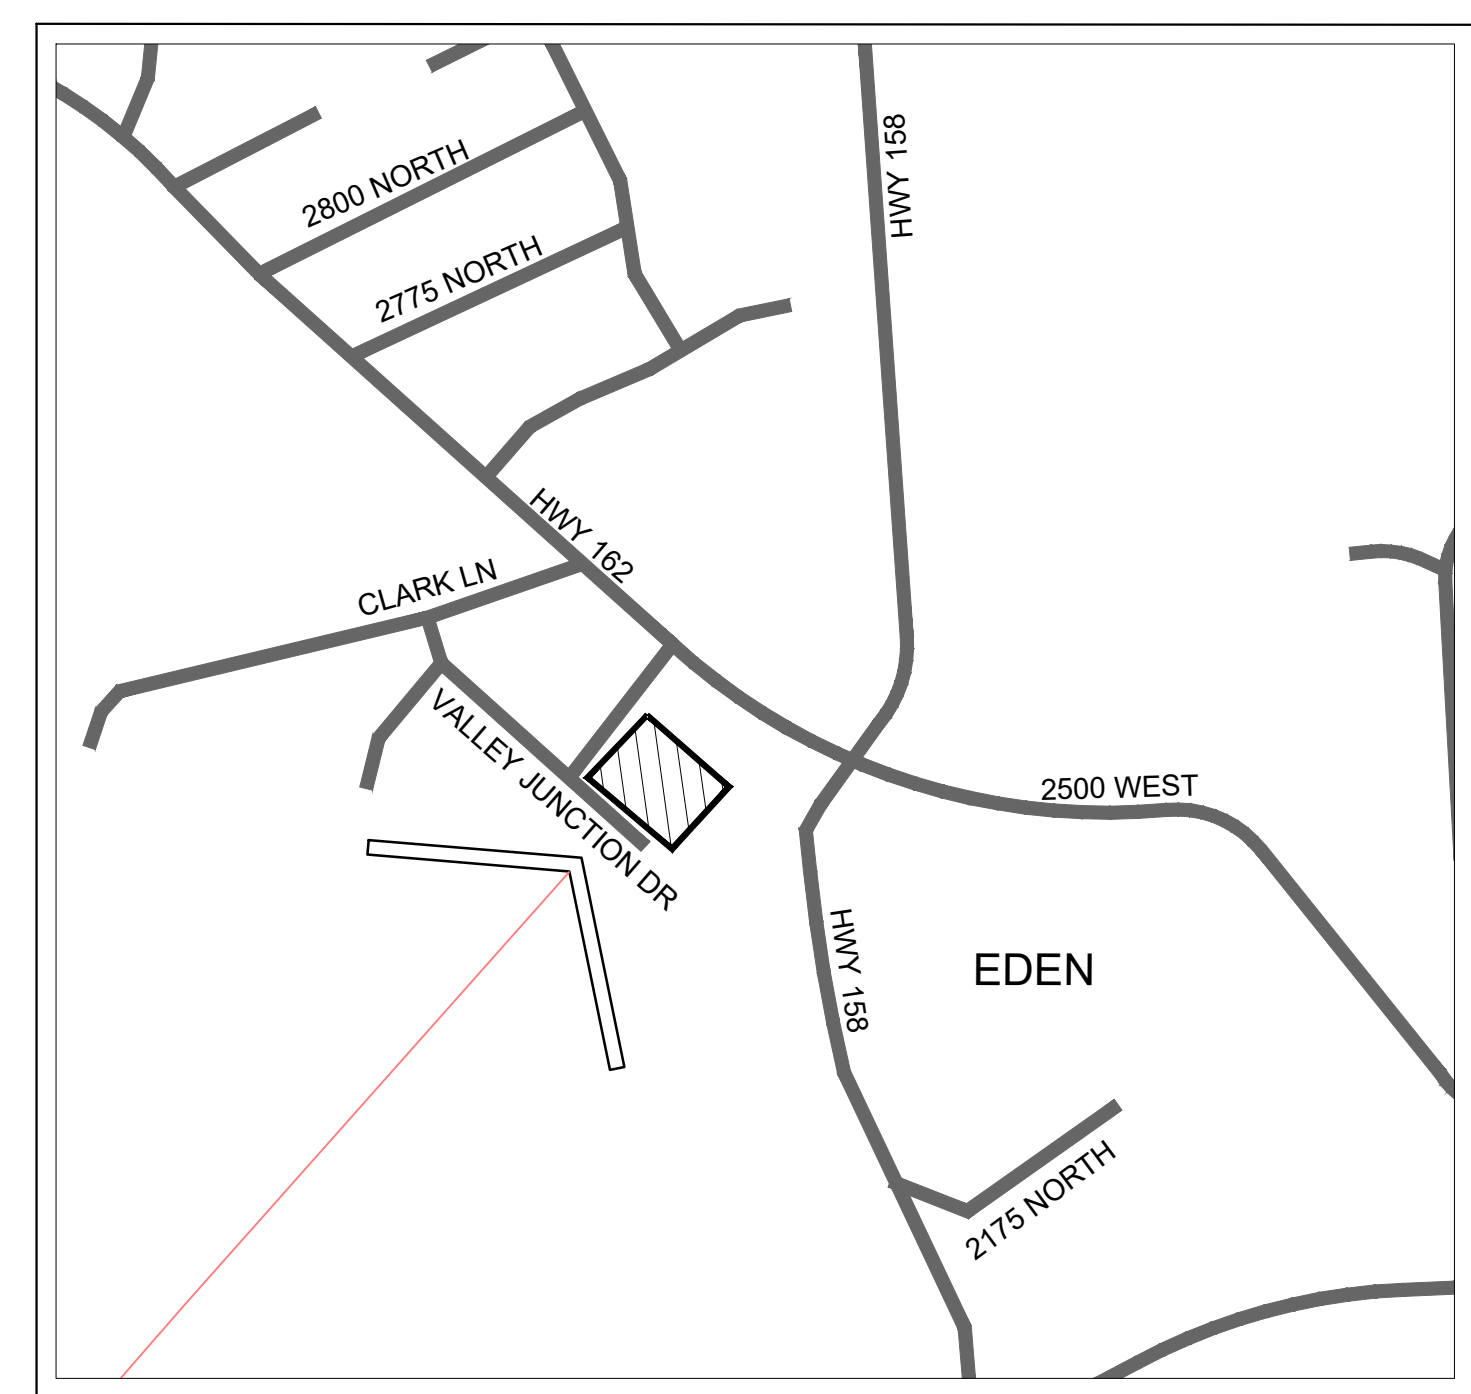 HWY 158
2800 NORTH
2775 NORTH
HWY 162
CLARK LN
VALLEY JUNCTION DR
2500 WEST
HWY 158
EDEN
2175 NORTH